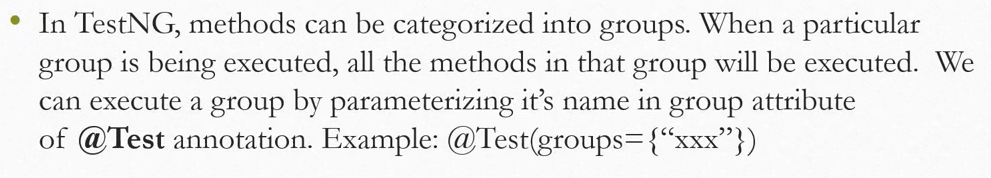 • In TestNG, methods can be categorized into groups. When a particular
group is being executed, all the methods in that group will be executed.  We
can execute a group by parameterizing it’s name in group attribute
of @Test annotation. Example: @Test(groups={“xxx”})